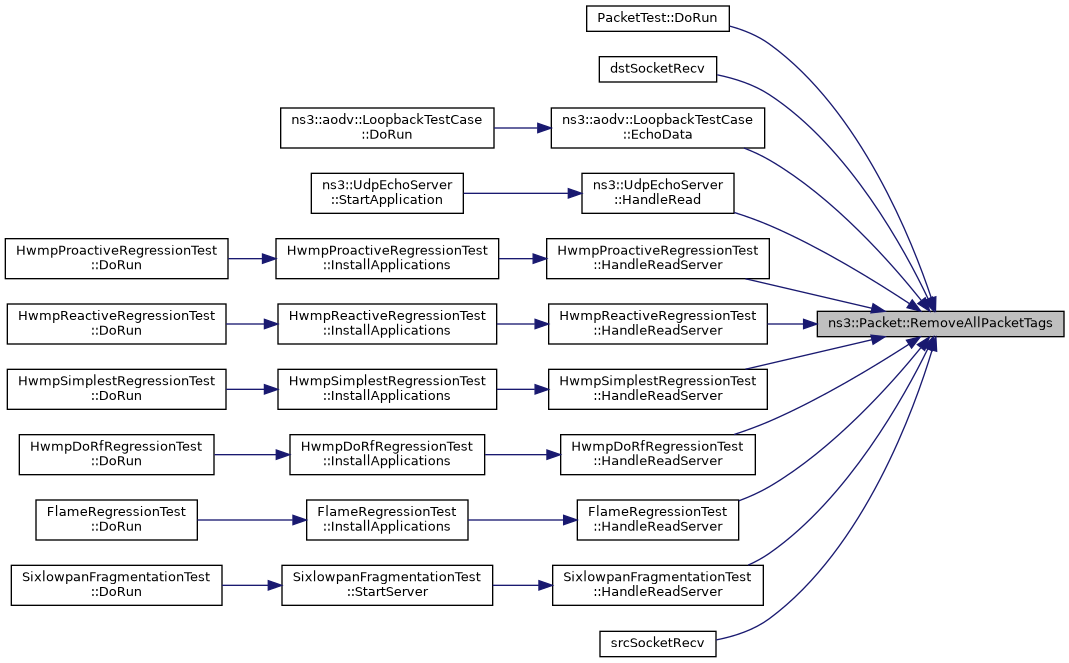 PacketTest::DoRun
dstSocketRecv
ns3::aodv::LoopbackTestCase
::DoRun
ns3::aodv::LoopbackTestCase
::EchoData
ns3::UdpEchoServer
::StartApplication
ns3::UdpEchoServer
::HandleRead
HwmpProactiveRegressionTest
::DoRun
HwmpProactiveRegressionTest
::InstallApplications
HwmpProactiveRegressionTest
::HandleReadServer
HwmpReactiveRegressionTest
::DoRun
HwmpReactiveRegressionTest
::InstallApplications
HwmpReactiveRegressionTest
::HandleReadServer
ns3::Packet::RemoveAllPacketTags
HwmpSimplestRegressionTest
::DoRun
HwmpSimplestRegressionTest
::InstallApplications
HwmpSimplestRegressionTest
::HandleReadServer
HwmpDoRfRegressionTest
::DoRun
HwmpDoRfRegressionTest
::InstallApplications
HwmpDoRfRegressionTest
::HandleReadServer
FlameRegressionTest
::DoRun
FlameRegressionTest
::InstallApplications
FlameRegressionTest
::HandleReadServer
SixlowpanFragmentationTest
::DoRun
SixlowpanFragmentationTest
::StartServer
SixlowpanFragmentationTest
::HandleReadServer
srcSocketRecv